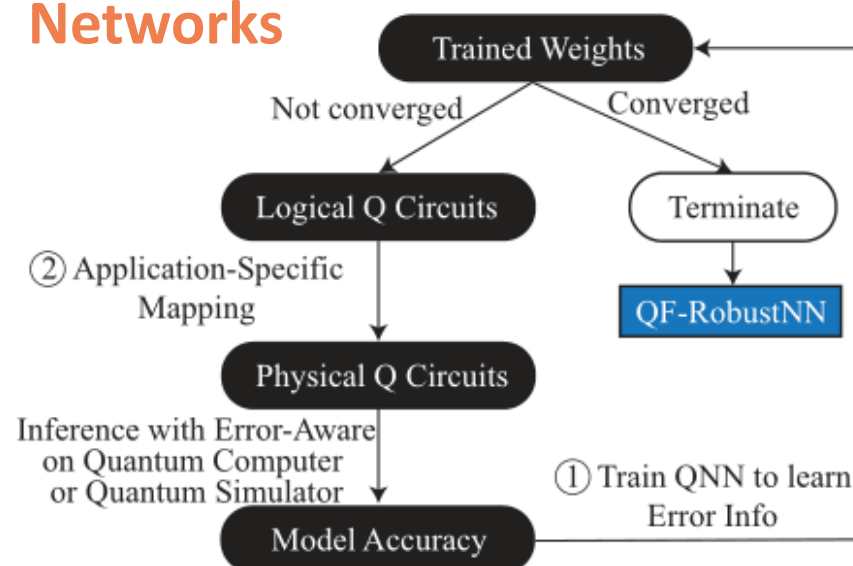 Networks
Trained Weights
Not converged
Converged
Logical Q Circuits
Terminate
② Application-Specific
Mapping
QF-RobustNN
Physical Q Circuits
Inference with Error-Aware
on Quantum Computer
or Quantum Simulator
① Train QNN to learn
Error Info
Model Accuracy